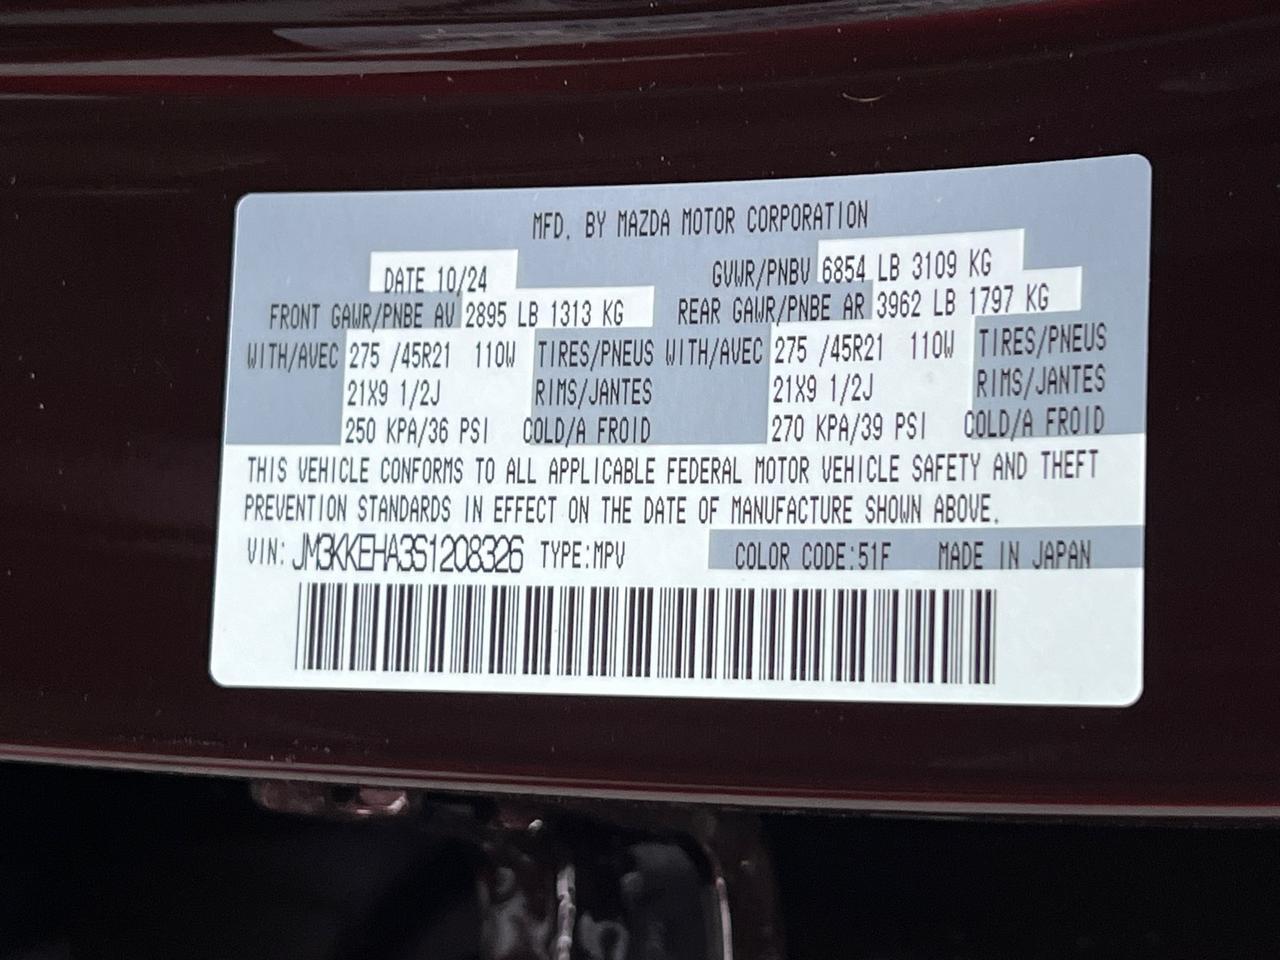 MFD. BY MAZDA MOTOR CORPORATION
DATE 10/24 GVWR/PNBV 6854 LB 3109 KG
FRONT GAWR/PNBE AV 2895 LB 1313 KG REAR GAWR/PNBE AR 3962 LB 1797 KG
WITH/AVEC 275 /45R21 110W TIRES/PNEUS WITH/AVEC 275 /45R21 110W TIRES/PNEUS
21X9 1/2J RIMS/JANTES 21X9 1/2J RIMS/JANTES
250 KPA/36 PSI COLD/A FROID 270 KPA/39 PSI COLD/A FROID
THIS VEHICLE CONFORMS TO ALL APPLICABLE FEDERAL MOTOR VEHICLE SAFETY AND THEFT
PREVENTION STANDARDS IN EFFECT ON THE DATE OF MANUFACTURE SHOWN ABOVE.
VIN: JM3KKEHA3S1208326 TYPE:MPV COLOR CODE:51F MADE IN JAPAN